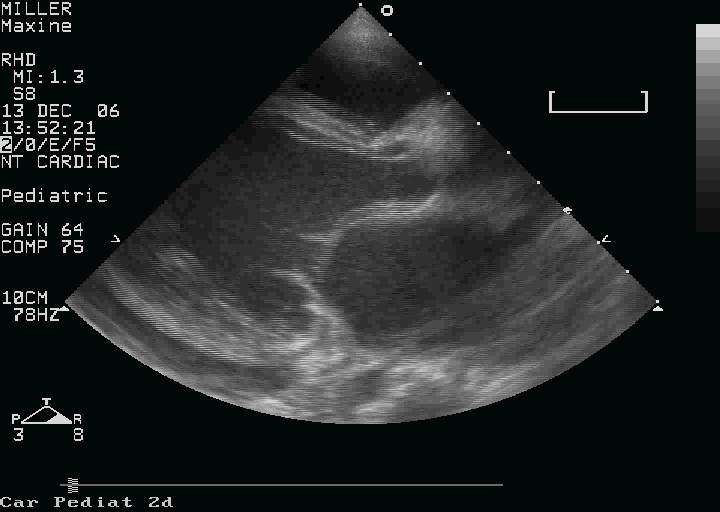 MILLER
Maxine
RHD
MI:1.3
S8
13 DEC 06
13:52:21
2/0/E/F5
NT CARDIAC
Pediatric
GAIN 64
COMP 75
10CM
78HZ
T
P R
3 8
Car Pediat 2d